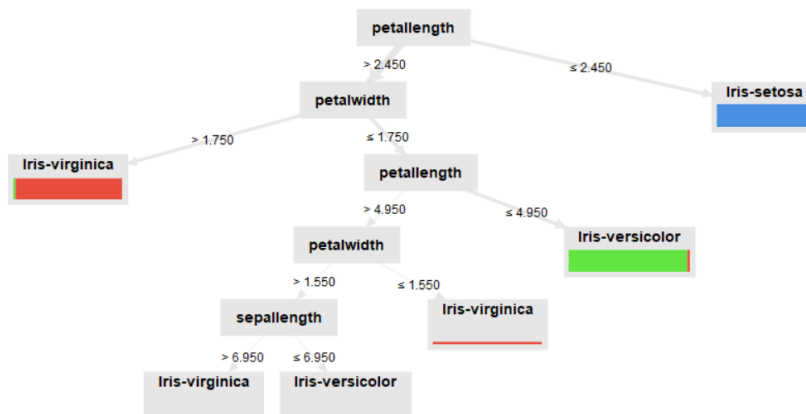 petallength
> 2.450
≤ 2.450
petalwidth
Iris-setosa
> 1.750
≤ 1.750
Iris-virginica
petallength
> 4.950
≤ 4.950
petalwidth
Iris-versicolor
> 1.550
≤ 1.550
sepallength
Iris-virginica
> 6.950
≤ 6.950
Iris-virginica
Iris-versicolor